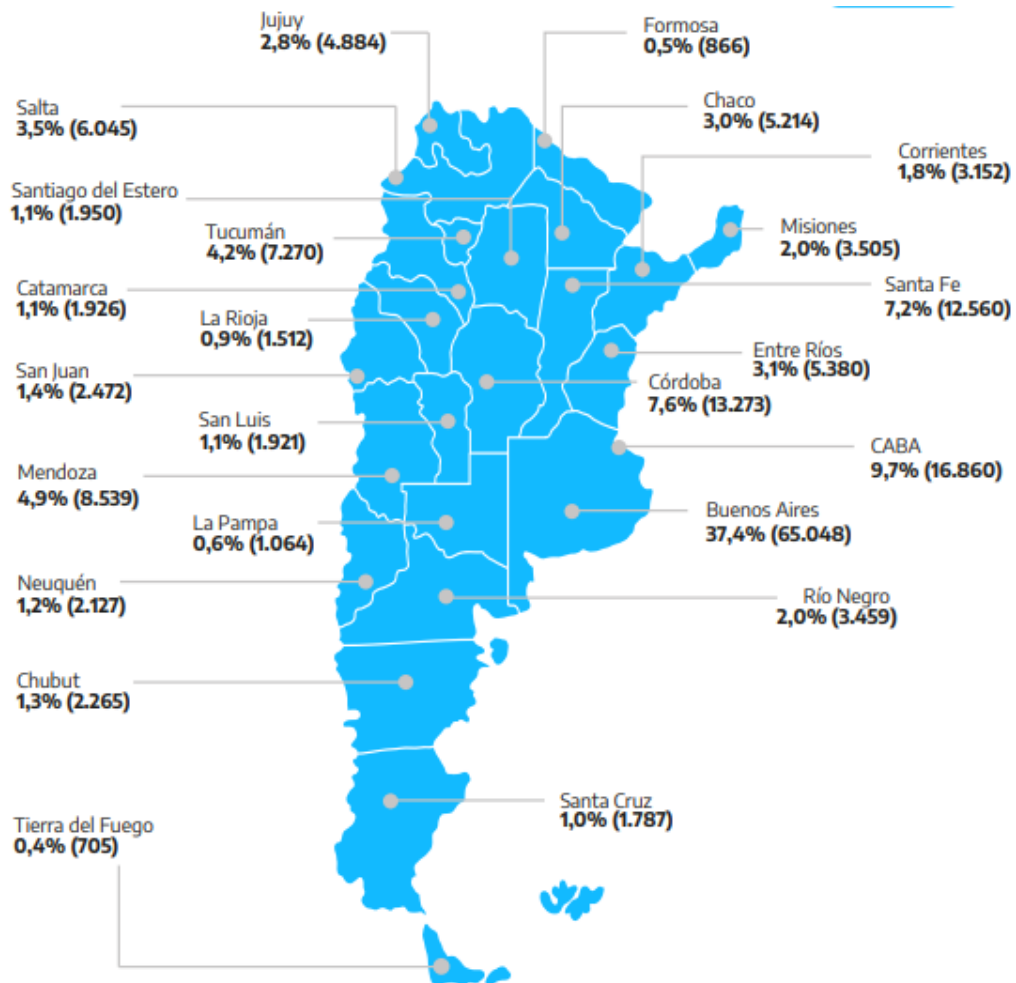 Jujuy
2,8% (4.884)
Formosa
0,5% (866)
Salta
3,5% (6.045)
Chaco
3,0% (5.214)
Corrientes
1,8% (3.152)
Santiago del Estero
1,1% (1.950)
Tucumán
4,2% (7.270)
Misiones
2,0% (3.505)
Catamarca
1,1% (1.926)
Santa Fe
7,2% (12.560)
La Rioja
0,9% (1.512)
Entre Ríos
3,1% (5.380)
San Juan
1,4% (2.472)
Córdoba
7,6% (13.273)
San Luis
1,1% (1.921)
CABA
9,7% (16.860)
Mendoza
4,9% (8.539)
Buenos Aires
37,4% (65.048)
La Pampa
0,6% (1.064)
Neuquén
1,2% (2.127)
Río Negro
2,0% (3.459)
Chubut
1,3% (2.265)
Santa Cruz
1,0% (1.787)
Tierra del Fuego
0,4% (705)